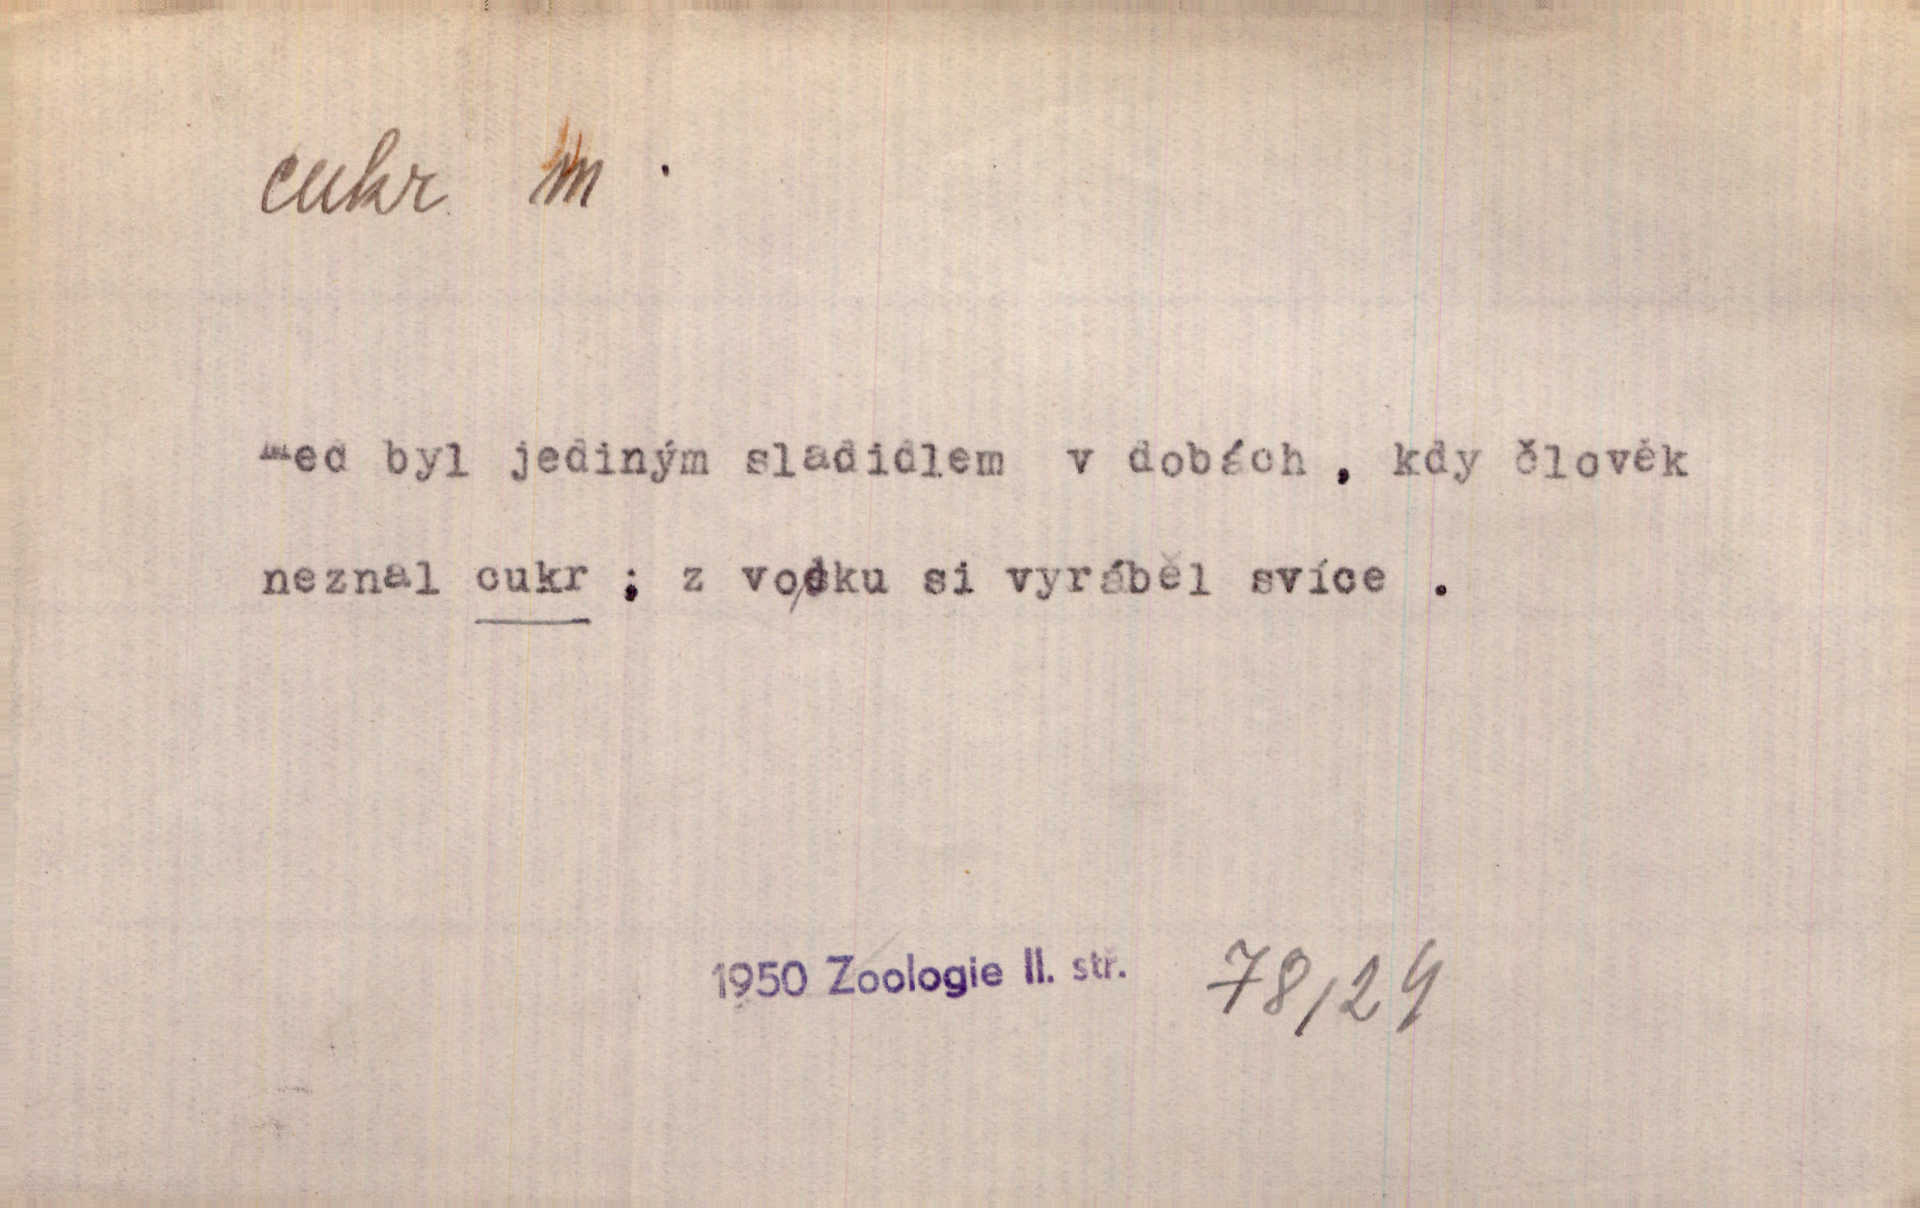 cukr m.
Med byl jediným sladidlem v dobách, kdy člověk
neznal cukr; z vosku si vyráběl svíce.
1950 Zoologie II. str. 78/24